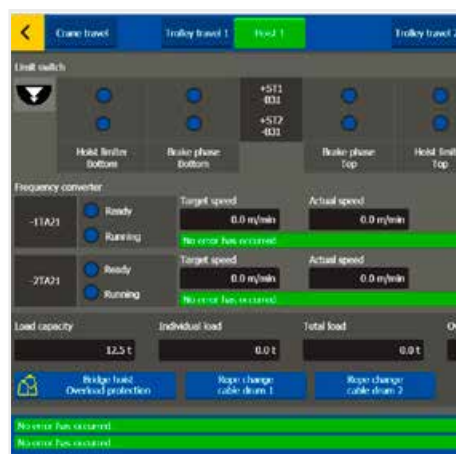 Crane travel
Trolley travel 1
Hoist 1
Trolley travel 2
Limit switch
+ST1
-B31
+ST2
-B31
Hoist limiter
Bottom
Brake phase
Bottom
Brake phase
Top
Hoist limi
Top
Frequency converter
Target speed
Actual speed
-1TA21
Ready
Running
0.0 m/min
0.0 m/min
No error has occurred
Target speed
Actual speed
-2TA21
Ready
Running
0.0 m/min
0.0 m/min
No error has occurred
Load capacity
Individual load
Total load
12.5 t
0.0 t
0.0 t
Bridge hoist
Overload protection
Rope change
cable drum 1
Rope change
cable drum 2
No error has occurred
No error has occurred